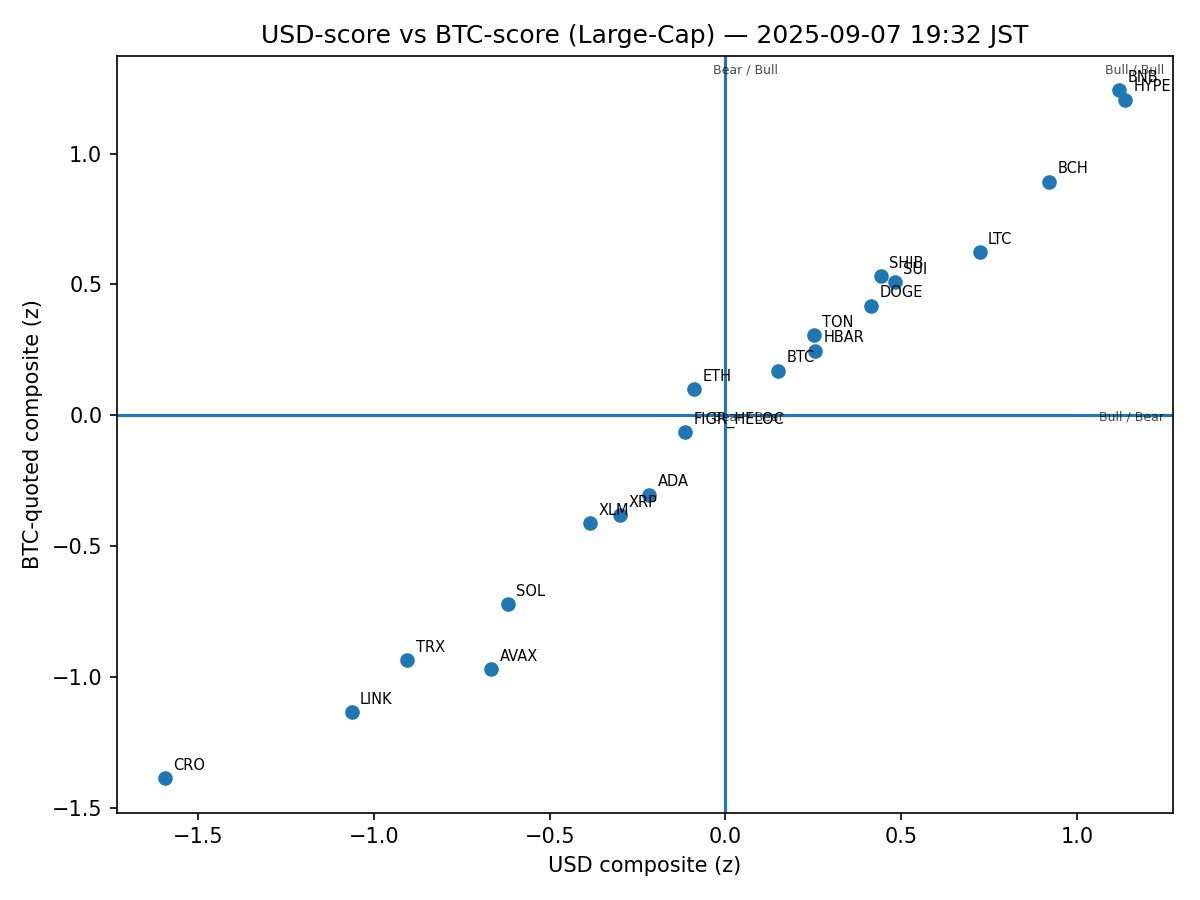 USD-score vs BTC-score (Large-Cap) — 2025-09-07 19:32 JST
Bear / Bull
Bull / Bull
BNB
HYPE
BCH
LTC
SHIB
SUI
DOGE
TON
HBAR
BTC
ETH
FIGR_HELOC
Bear / Bear
Bull / Bear
ADA
XRP
XLM
SOL
TRX
AVAX
LINK
CRO
1.0
0.5
0.0
−0.5
−1.0
−1.5
BTC-quoted composite (z)
−1.5
−1.0
−0.5
0.0
0.5
1.0
USD composite (z)